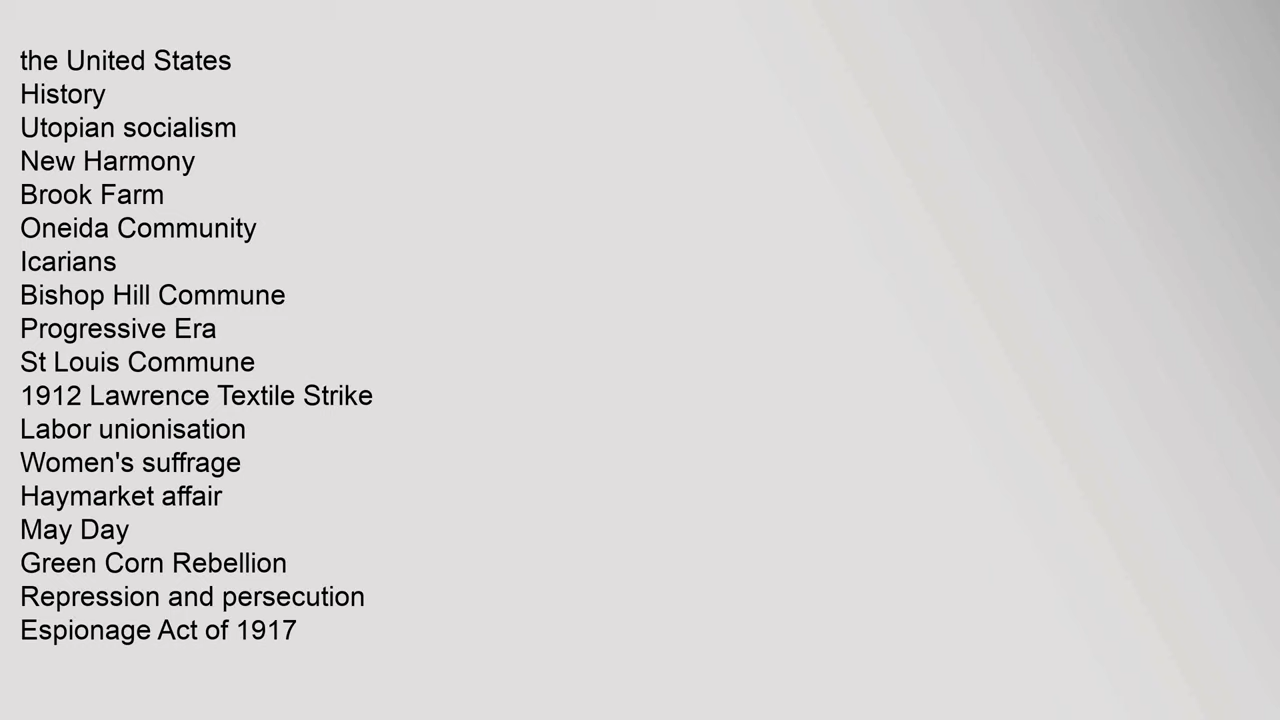 the United States
History
Utopian socialism
New Harmony
Brook Farm
Oneida Community
Icarians
Bishop Hill Commune
Progressive Era
St Louis Commune
1912 Lawrence Textile Strike
Labor unionisation
Women's suffrage
Haymarket affair
May Day
Green Corn Rebellion
Repression and persecution
Espionage Act of 1917